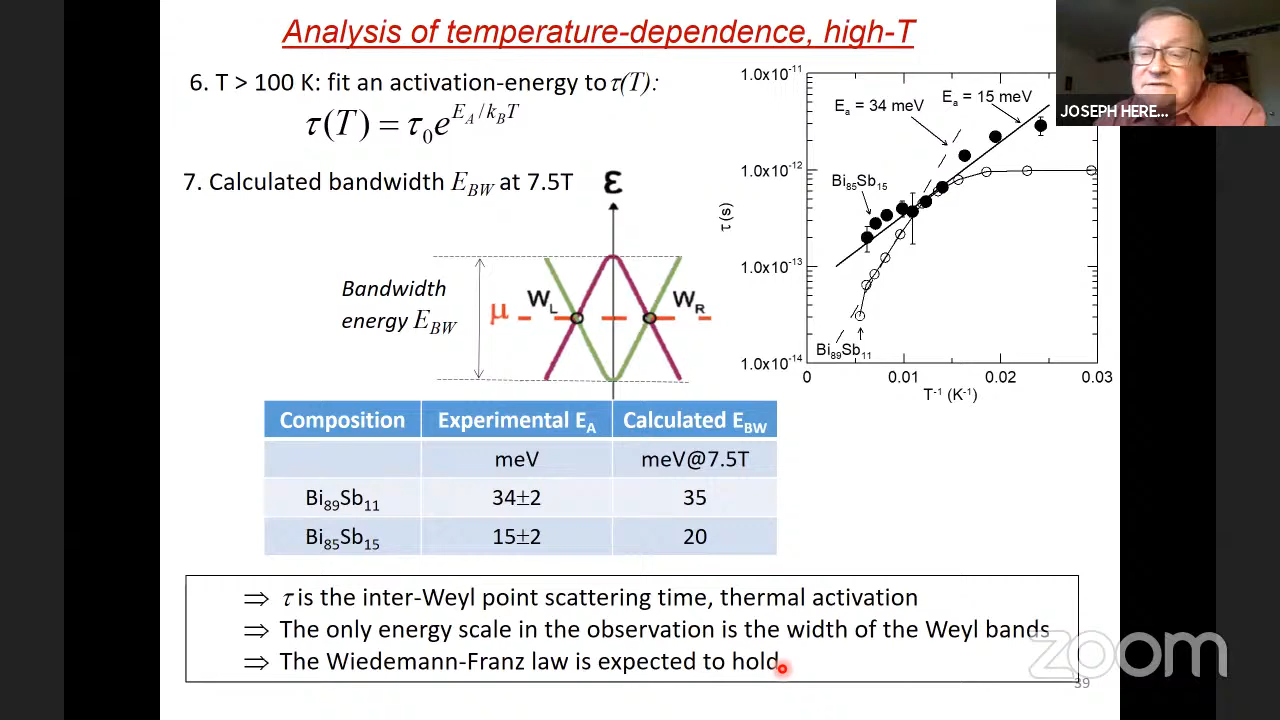 Analysis of temperature-dependence, high-T
6. T > 100 K: fit an activation-energy to τ(T):
τ(T) = τ₀e^{E_A/k_BT}
7. Calculated bandwidth E_BW at 7.5T
ε
Bandwidth
energy E_BW
μ
W_L
W_R
1.0x10⁻¹¹
1.0x10⁻¹²
1.0x10⁻¹³
1.0x10⁻¹⁴
τ (s)
E_a = 34 meV
E_a = 15 meV
Bi₈₅Sb₁₅
Bi₈₉Sb₁₁
0 0.01 0.02 0.03
T⁻¹ (K⁻¹)
JOSEPH HERE...
Composition Experimental E_A Calculated E_BW
meV meV@7.5T
Bi₈₉Sb₁₁ 34±2 35
Bi₈₅Sb₁₅ 15±2 20
⇒ τ is the inter-Weyl point scattering time, thermal activation
⇒ The only energy scale in the observation is the width of the Weyl bands
⇒ The Wiedemann-Franz law is expected to hold
zoom
39